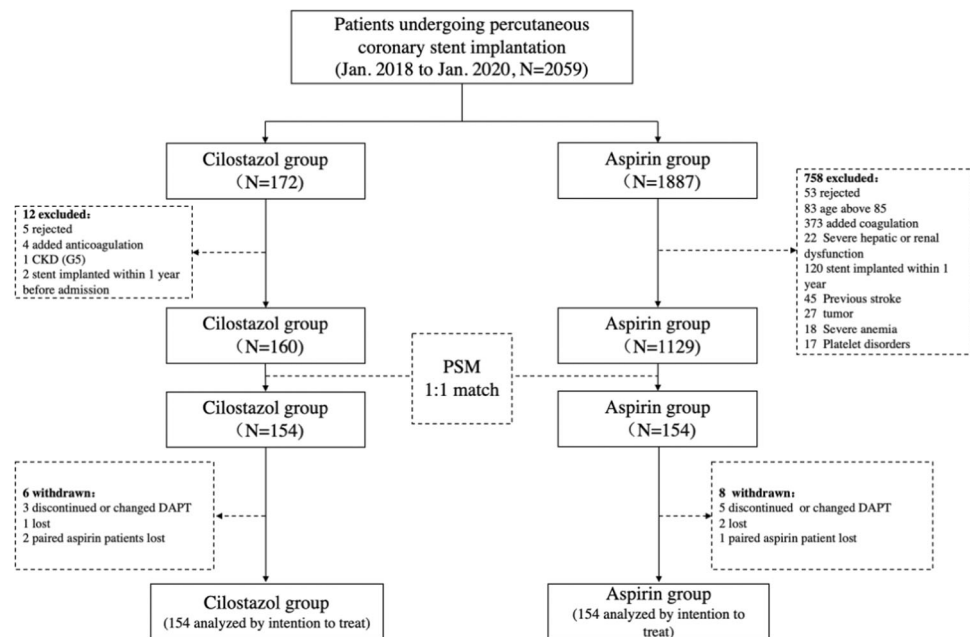 Patients undergoing percutaneous
coronary stent implantation
(Jan. 2018 to Jan. 2020, N=2059)
Cilostazol group
（N=172）
Aspirin group
（N=1887）
12 excluded：
5 rejected
4 added anticoagulation
1 CKD (G5)
2 stent implanted within 1 year
before admission
758 excluded：
53 rejected
83 age above 85
373 added coagulation
22 Severe hepatic or renal
dysfunction
120 stent implanted within 1
year
45 Previous stroke
27 tumor
18 Severe anemia
17 Platelet disorders
Cilostazol group
（N=160）
Aspirin group
（N=1129）
PSM
1:1 match
Cilostazol group
（N=154）
Aspirin group
（N=154）
6 withdrawn：
3 discontinued or changed DAPT
1 lost
2 paired aspirin patients lost
8 withdrawn：
5 discontinued or changed DAPT
2 lost
1 paired aspirin patient lost
Cilostazol group
(154 analyzed by intention to treat)
Aspirin group
(154 analyzed by intention to
treat)